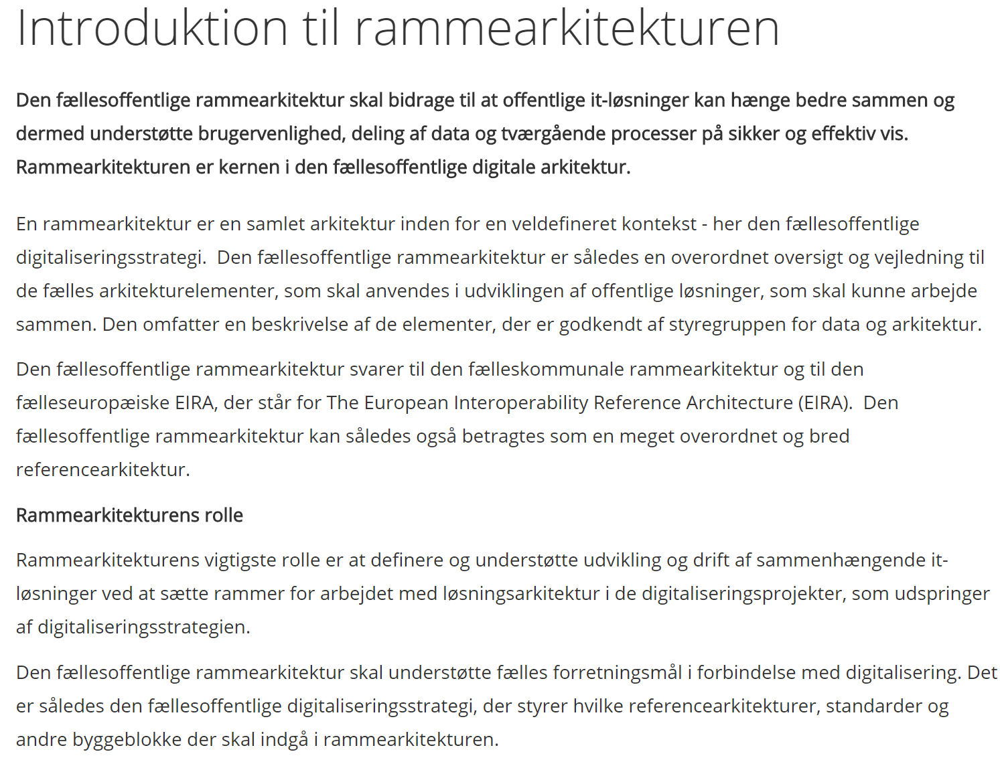 Introduktion til rammearkitekturen
Den fællesoffentlige rammearkitektur skal bidrage til at offentlige it-løsninger kan hænge bedre sammen og
dermed understøtte brugervenlighed, deling af data og tværgående processer på sikker og effektiv vis.
Rammearkitekturen er kernen i den fællesoffentlige digitale arkitektur.
En rammearkitektur er en samlet arkitektur inden for en veldefineret kontekst - her den fællesoffentlige
digitaliseringsstrategi.  Den fællesoffentlige rammearkitektur er således en overordnet oversigt og vejledning til
de fælles arkitekturelementer, som skal anvendes i udviklingen af offentlige løsninger, som skal kunne arbejde
sammen. Den omfatter en beskrivelse af de elementer, der er godkendt af styregruppen for data og arkitektur.
Den fællesoffentlige rammearkitektur svarer til den fælleskommunale rammearkitektur og til den
fælleseuropæiske EIRA, der står for The European Interoperability Reference Architecture (EIRA).  Den
fællesoffentlige rammearkitektur kan således også betragtes som en meget overordnet og bred
referencearkitektur.
Rammearkitekturens rolle
Rammearkitekturens vigtigste rolle er at definere og understøtte udvikling og drift af sammenhængende it-
løsninger ved at sætte rammer for arbejdet med løsningsarkitektur i de digitaliseringsprojekter, som udspringer
af digitaliseringsstrategien.
Den fællesoffentlige rammearkitektur skal understøtte fælles forretningsmål i forbindelse med digitalisering. Det
er således den fællesoffentlige digitaliseringsstrategi, der styrer hvilke referencearkitekturer, standarder og
andre byggeblokke der skal indgå i rammearkitekturen.